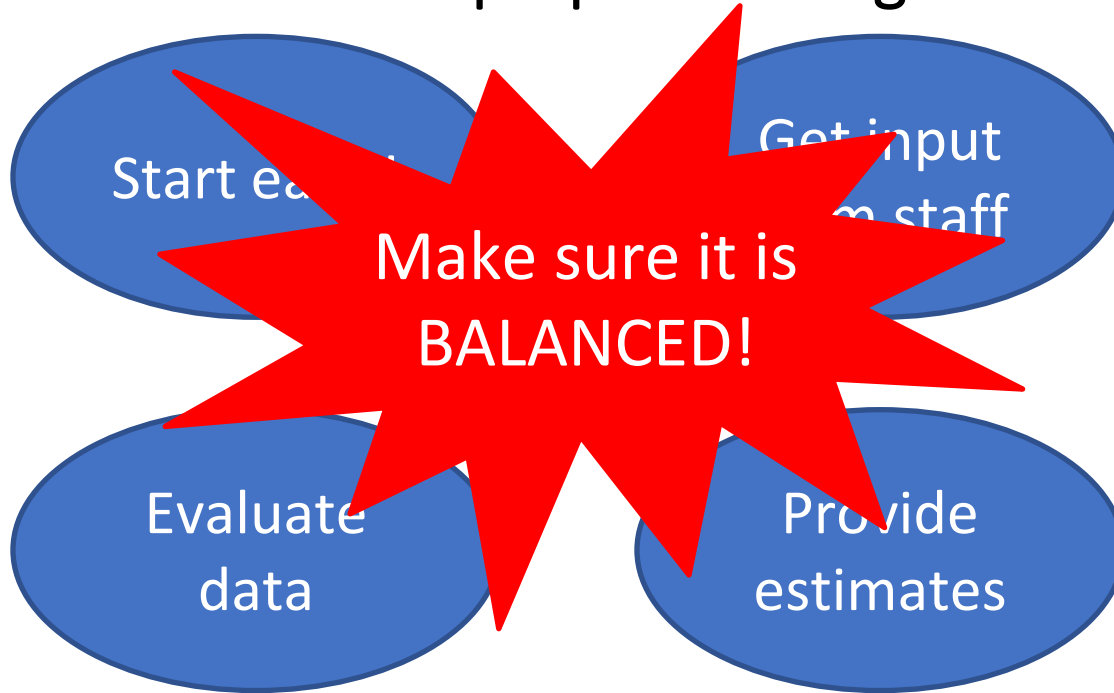 Start
Get input
staff
Make sure it is
BALANCED!
Evaluate
data
Provide
estimates